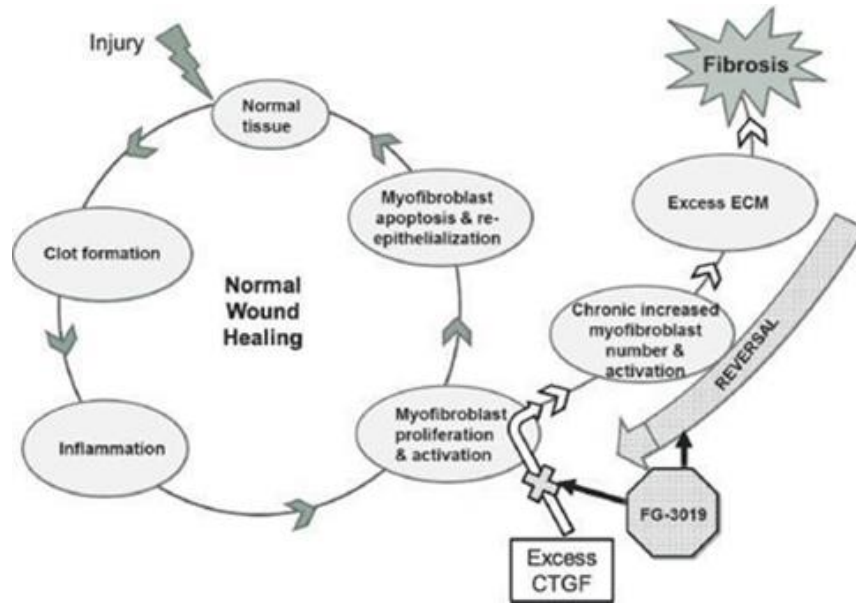 Injury
Normal
tissue
Clot formation
Inflammation
Normal
Wound
Healing
Myofibroblast
apoptosis & re-
epithelialization
Myofibroblast
proliferation
& activation
Fibrosis
Excess ECM
Chronic increased
myofibroblast
number &
activation
REVERSAL
FG-3019
Excess
CTGF